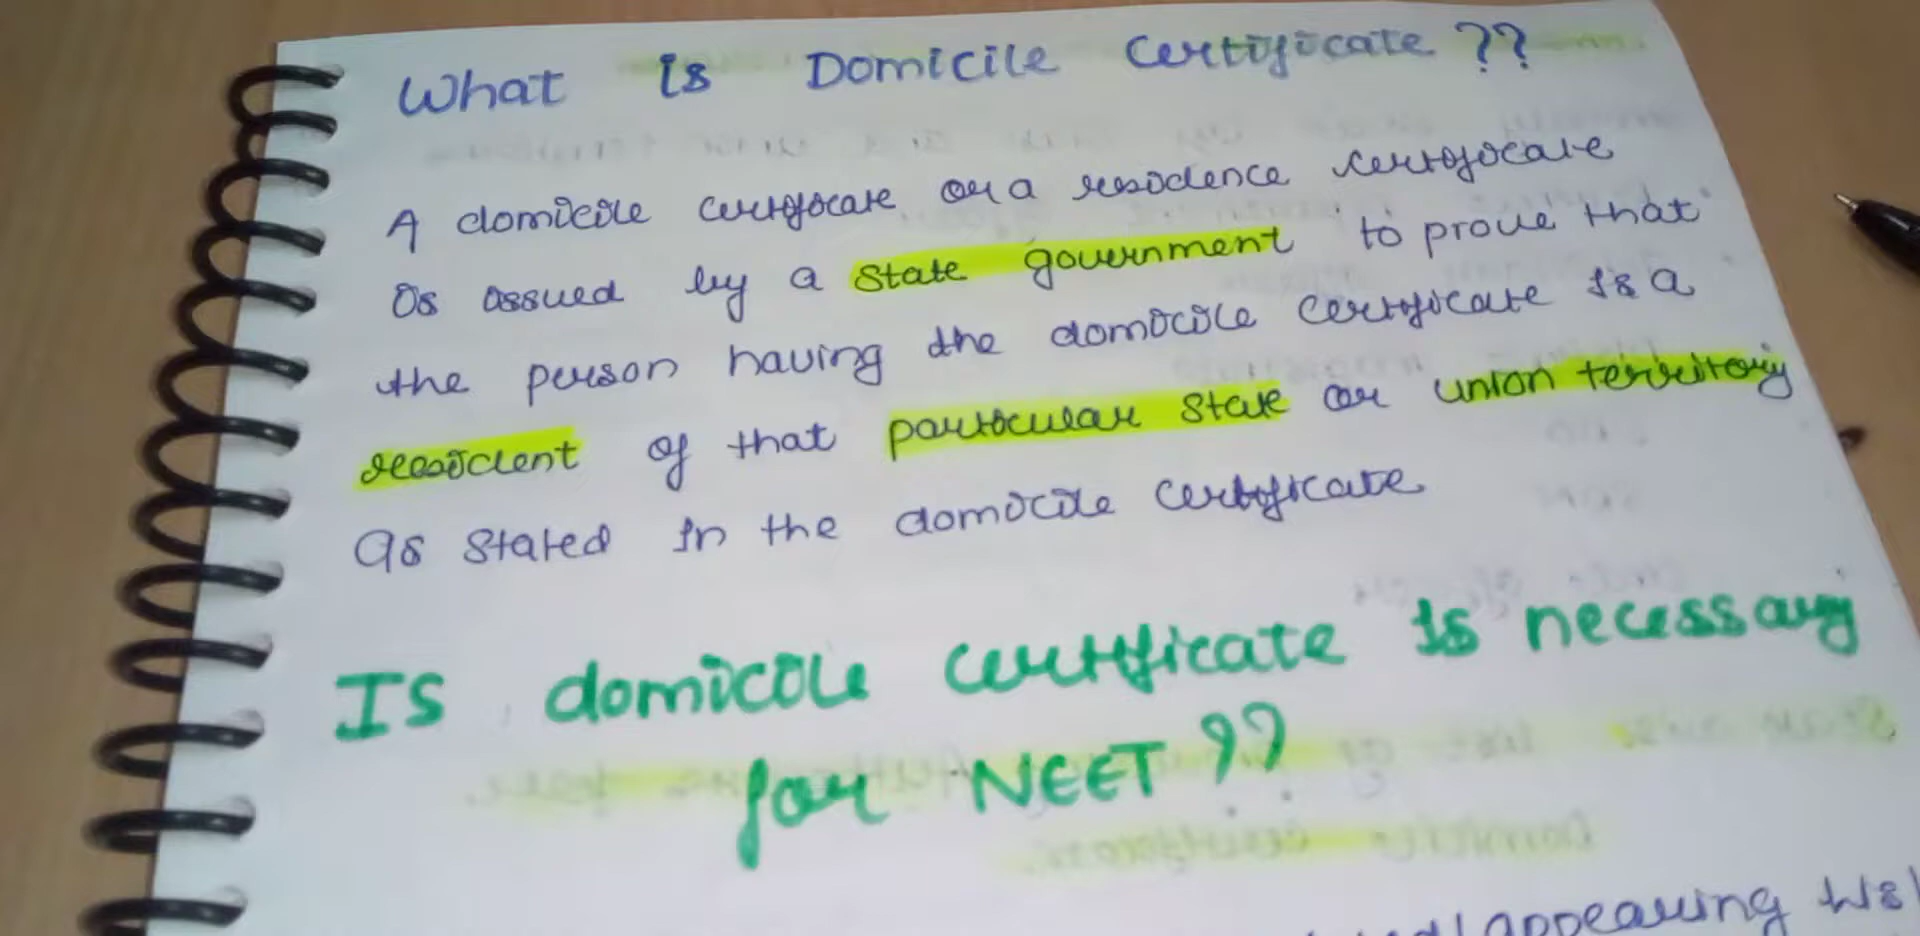 What is Domicile Certificate ??
A domicile certificate or a residence certificate
is issued by a state government to prove that
the person having the domicile certificate is a
resident of that particular state or union territory
as stated in the domicile certificate
Is domicile certificate is necessary
for NEET ??
appearing